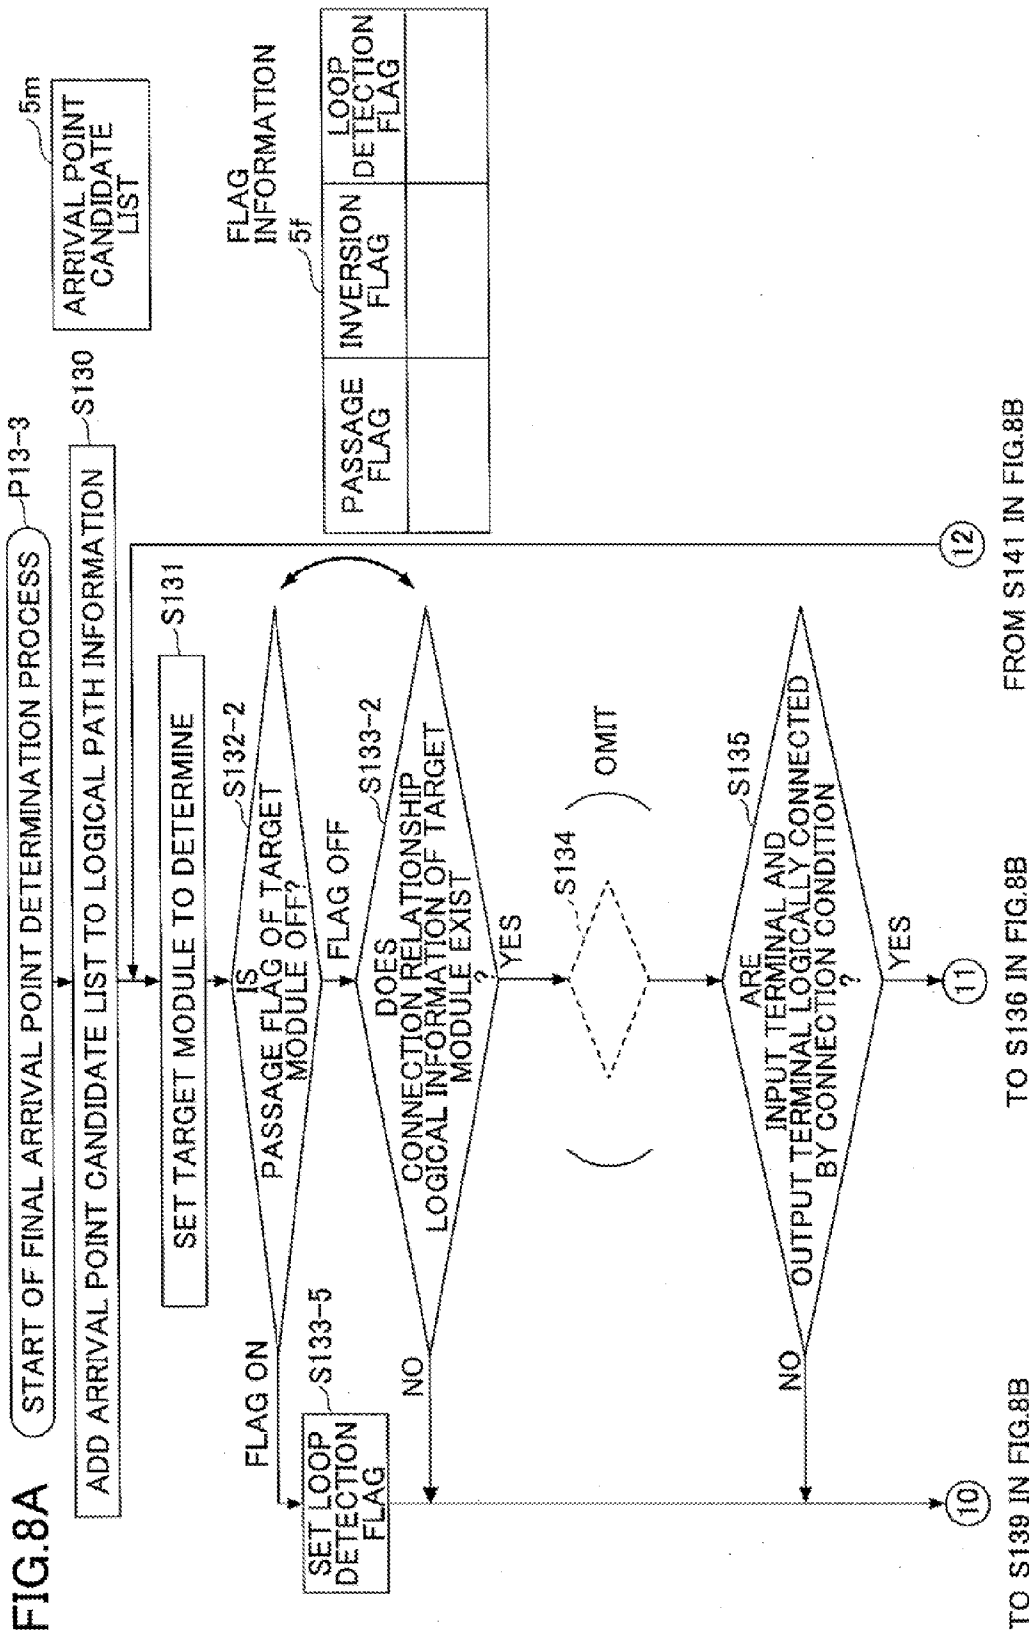 FIG.8A
START OF FINAL ARRIVAL POINT DETERMINATION PROCESS
P13-3
ADD ARRIVAL POINT CANDIDATE LIST TO LOGICAL PATH INFORMATION
S130
5m
ARRIVAL POINT
CANDIDATE
LIST
SET TARGET MODULE TO DETERMINE
S131
FLAG
INFORMATION
5f
PASSAGE
FLAG
INVERSION
FLAG
LOOP
DETECTION
FLAG
S132-2
IS
PASSAGE FLAG OF TARGET
MODULE OFF?
FLAG ON
FLAG OFF
S133-5
SET LOOP
DETECTION
FLAG
S133-2
DOES
CONNECTION RELATIONSHIP
LOGICAL INFORMATION OF TARGET
MODULE EXIST
?
NO
YES
S134
( ) OMIT
S135
ARE
INPUT TERMINAL AND
OUTPUT TERMINAL LOGICALLY CONNECTED
BY CONNECTION CONDITION
?
NO
YES
10
11
12
TO S139 IN FIG.8B
TO S136 IN FIG.8B
FROM S141 IN FIG.8B